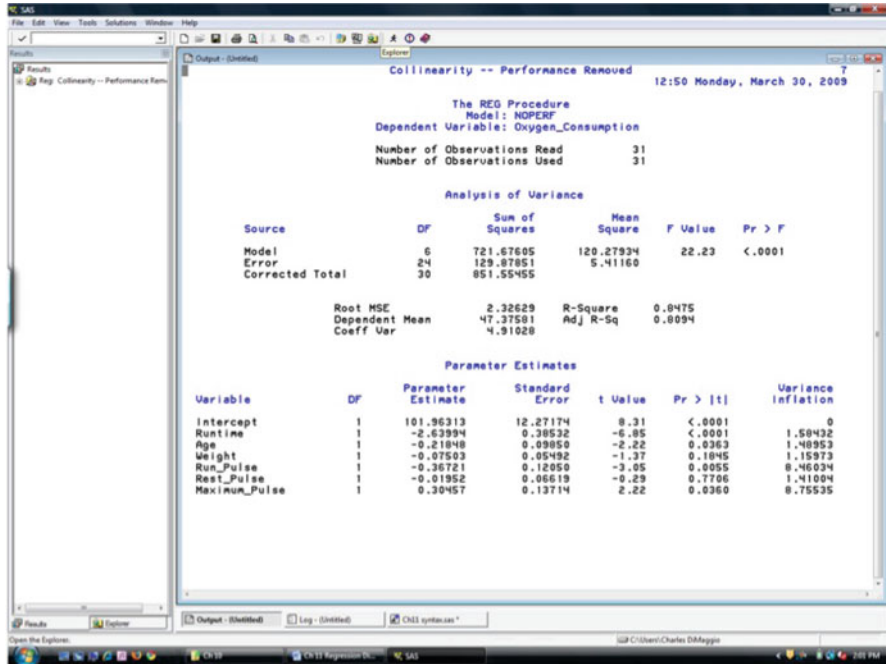 SAS
File Edit View Tools Solutions Window Help
Explorer
Results
Results
Reg: Collinearity -- Performance Rem
Output - (Untitled)
Collinearity -- Performance Removed 7
12:50 Monday, March 30, 2009
The REG Procedure
Model: NOPERF
Dependent Variable: Oxygen_Consumption
Number of Observations Read 31
Number of Observations Used 31
Analysis of Variance
Sum of Mean
Source DF Squares Square F Value Pr > F
Model 6 721.67605 120.27934 22.23 <.0001
Error 24 129.87851 5.41160
Corrected Total 30 851.55455
Root MSE 2.32629 R-Square 0.8475
Dependent Mean 47.37581 Adj R-Sq 0.8094
Coeff Var 4.91028
Parameter Estimates
Parameter Standard Variance
Variable DF Estimate Error t Value Pr > |t| Inflation
Intercept 1 101.96313 12.27174 8.31 <.0001 0
Runtime 1 -2.63994 0.38532 -6.85 <.0001 1.58432
Age 1 -0.21848 0.09850 -2.22 0.0363 1.48953
Weight 1 -0.07503 0.05492 -1.37 0.1845 1.15973
Run_Pulse 1 -0.36721 0.12050 -3.05 0.0055 8.46034
Rest_Pulse 1 -0.01952 0.06619 -0.29 0.7706 1.41004
Maximum_Pulse 1 0.30457 0.13714 2.22 0.0360 8.75535
Results Explorer Output - (Untitled) Log - (Untitled) Ch11 syntax.sas *
Open the Explorer. C:\Users\Charles DiMaggio
Ch 10 Ch 11 Regression Di... SAS 2:01 PM